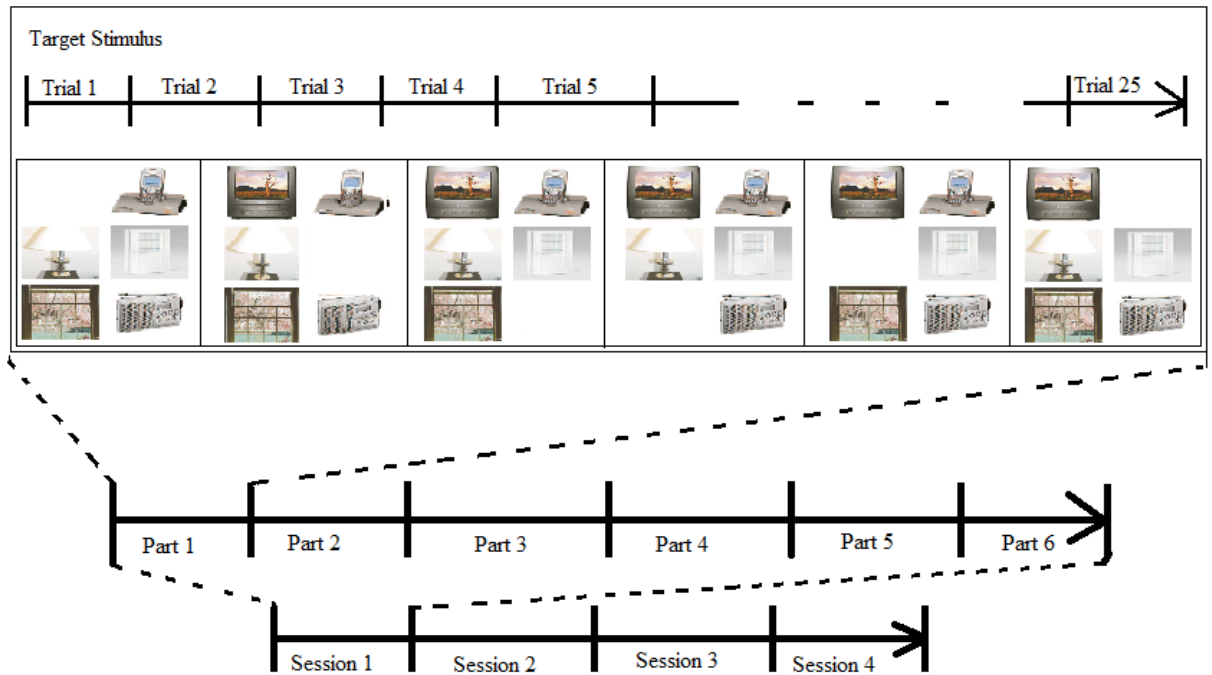 Target Stimulus
Trial 1 Trial 2 Trial 3 Trial 4 Trial 5 Trial 25
Part 1 Part 2 Part 3 Part 4 Part 5 Part 6
Session 1 Session 2 Session 3 Session 4